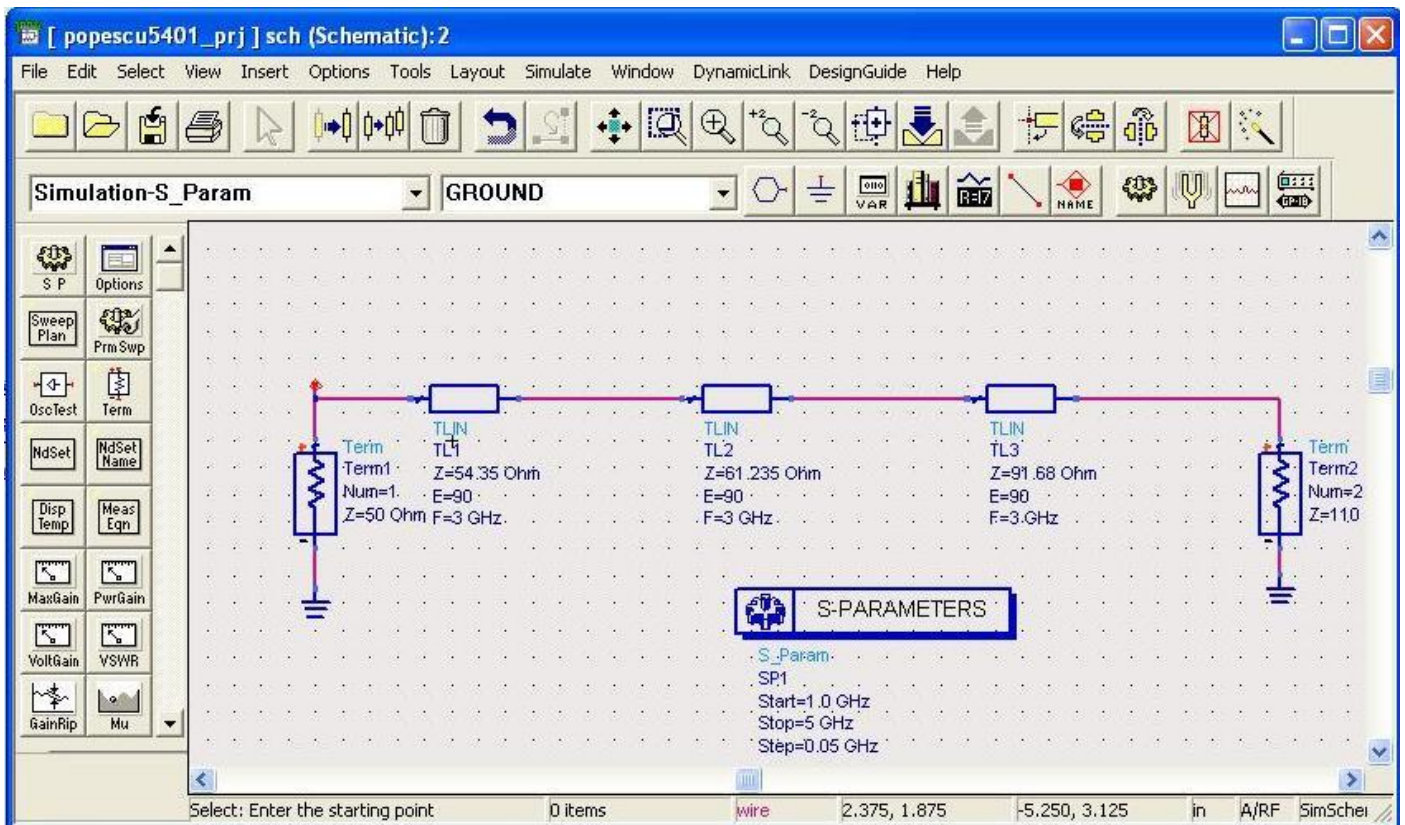 [ popescu5401_prj ] sch (Schematic):2
File Edit Select View Insert Options Tools Layout Simulate Window DynamicLink DesignGuide Help
+2 -2
Simulation-S_Param GROUND VAR NAME GPIB
S P Options
Sweep Plan PrmSwp
OscTest Term
NdSet NdSet Name
Disp Temp Meas Eqn
MaxGain PwrGain
VoltGain VSWR
GainRip Mu
Term
Term1
Num=1
Z=50 Ohm
TLIN
TL1
Z=54.35 Ohm
E=90
F=3 GHz
TLIN
TL2
Z=61.235 Ohm
E=90
F=3 GHz
TLIN
TL3
Z=91.68 Ohm
E=90
F=3 GHz
Term
Term2
Num=2
Z=110
S-PARAMETERS
S_Param
SP1
Start=1.0 GHz
Stop=5 GHz
Step=0.05 GHz
Select: Enter the starting point 0 items wire 2.375, 1.875 -5.250, 3.125 in A/RF SimScher